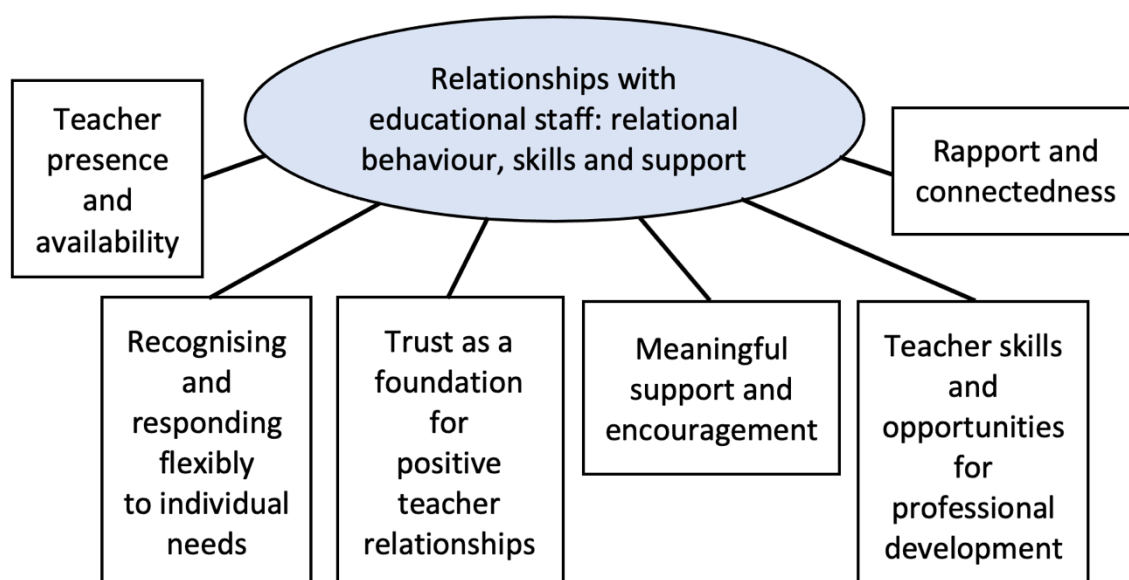 Relationships with
educational staff: relational
behaviour, skills and support
Teacher
presence
and
availability
Rapport and
connectedness
Recognising
and
responding
flexibly
to individual
needs
Trust as a
foundation
for
positive
teacher
relationships
Meaningful
support and
encouragement
Teacher skills
and
opportunities
for
professional
development